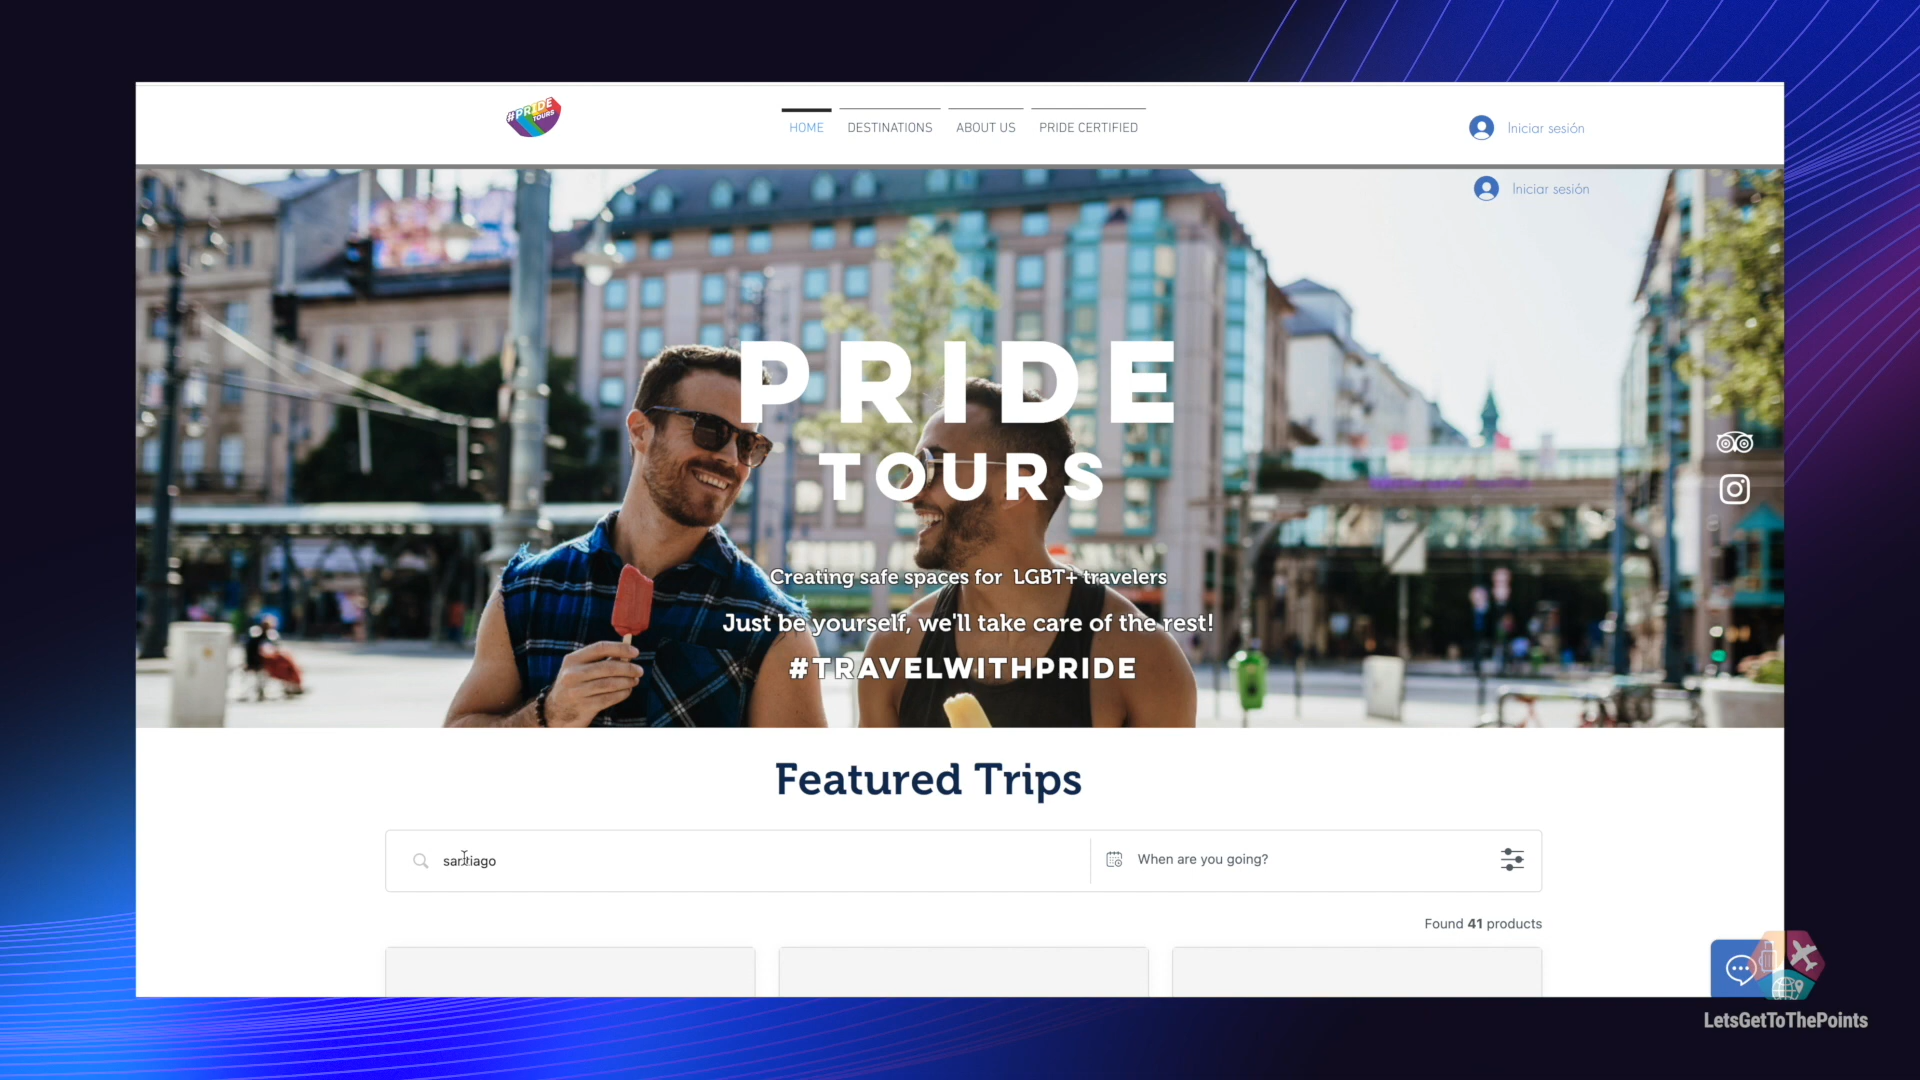 #PRIDE
TOURS
HOME
DESTINATIONS
ABOUT US
PRIDE CERTIFIED
Iniciar sesión
Iniciar sesión
PRIDE
TOURS
Creating safe spaces for LGBT+ travelers
Just be yourself, we'll take care of the rest!
#TRAVELWITHPRIDE
Featured Trips
santiago
When are you going?
Found 41 products
LetsGetToThePoints